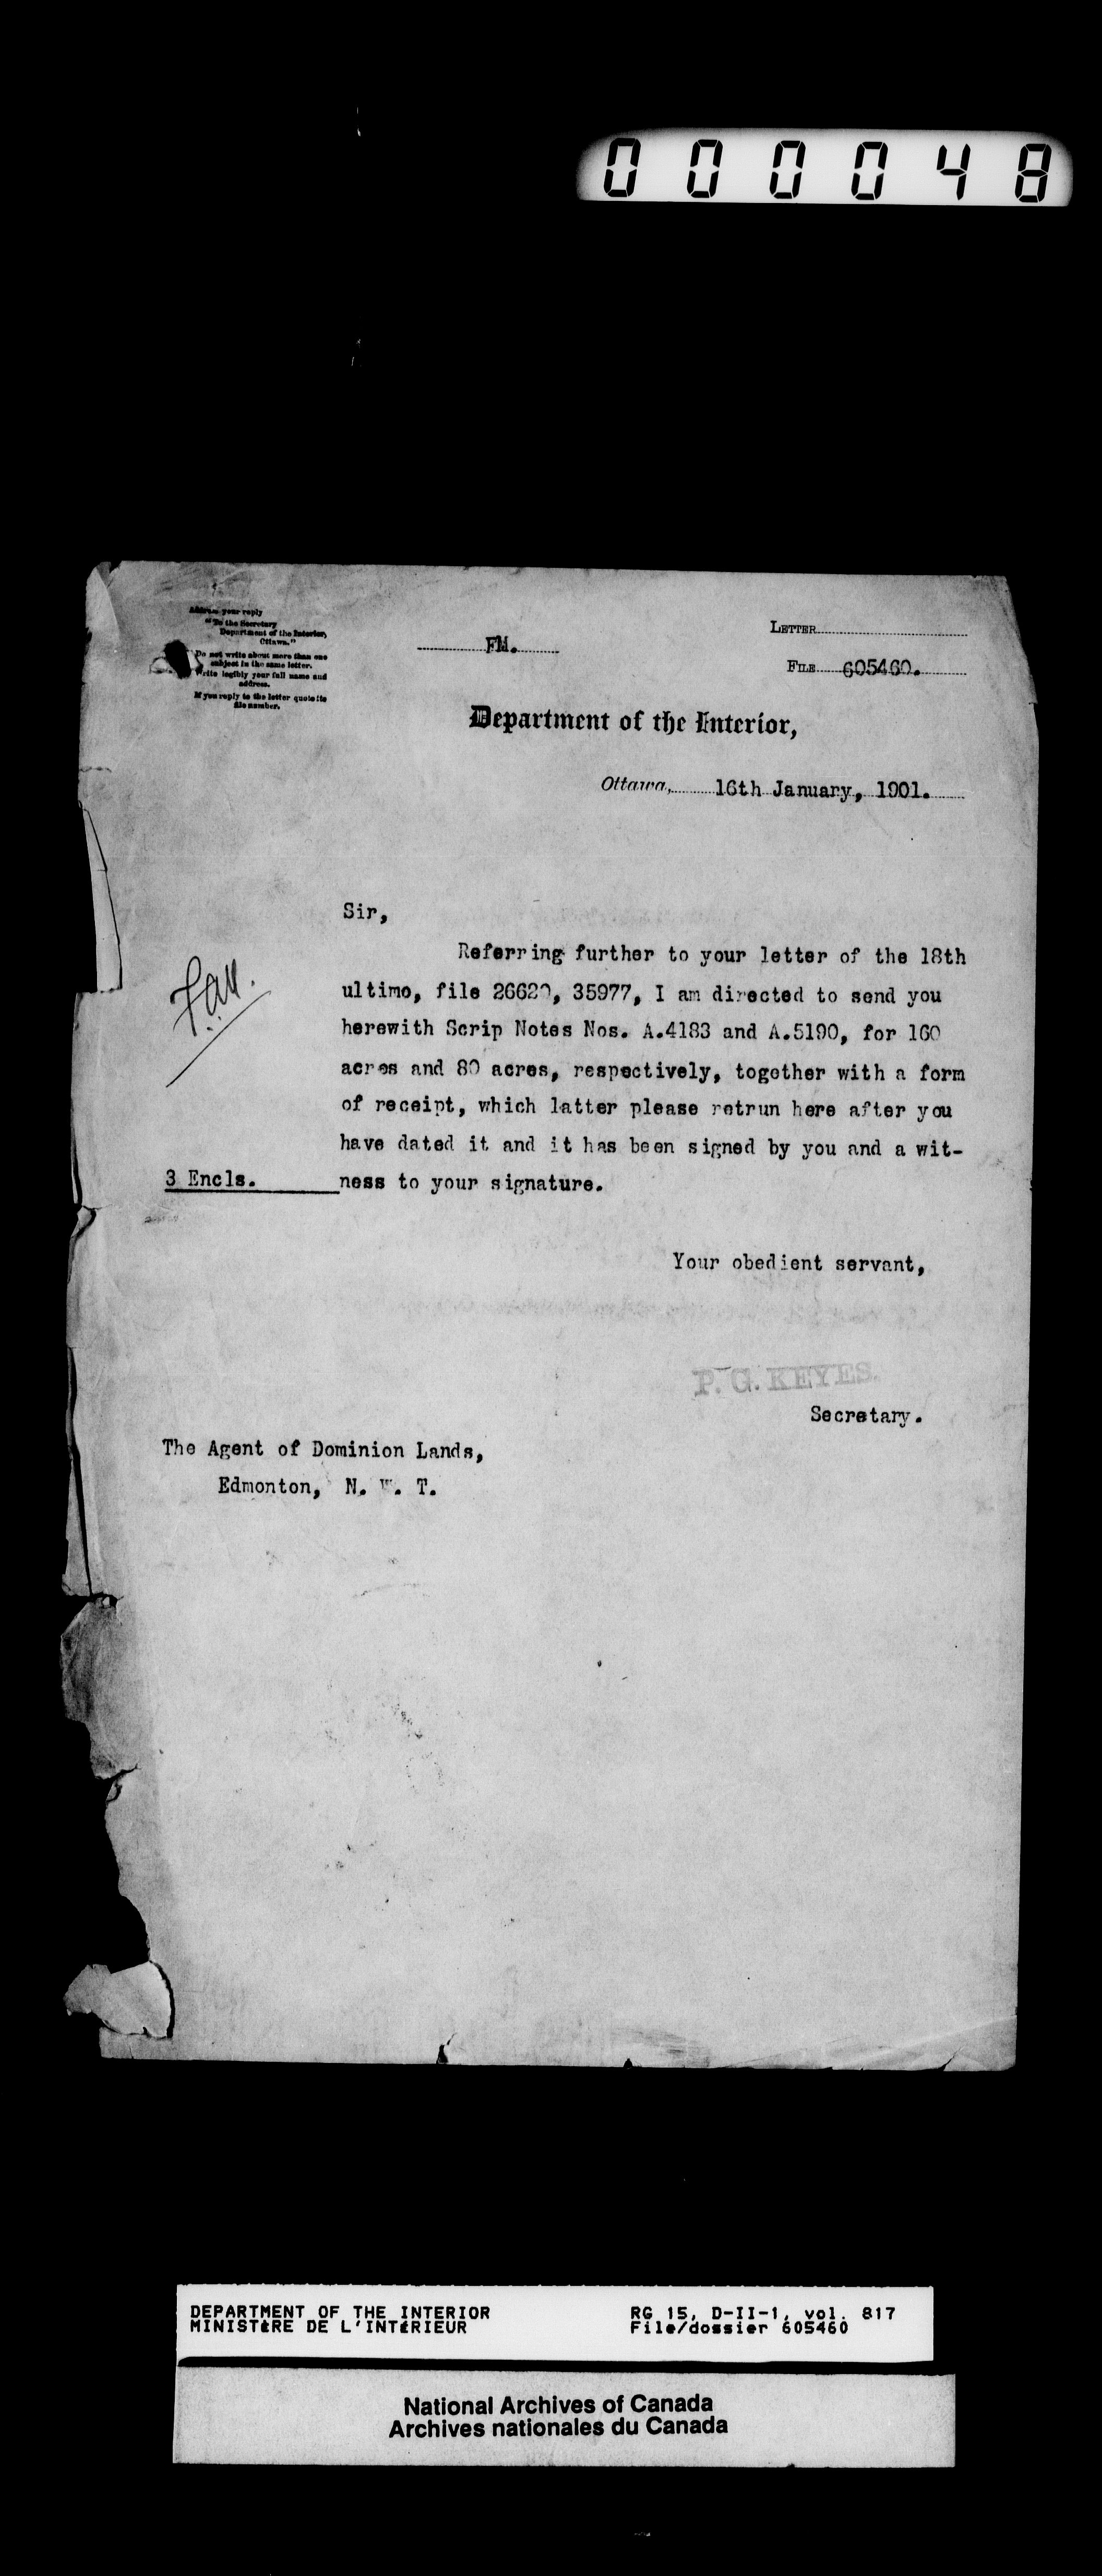 000048
Address your reply
"To the Secretary
Department of the Interior,
Ottawa."
Do not write about more than one
subject in the same letter.
Write legibly your full name and
address.
If you reply to the letter quote its
file number.
FM.
LETTER
FILE 605460.
Department of the Interior,
Ottawa, 16th January, 1901.
Sir,
Referring further to your letter of the 18th
ultimo, file 26620, 35977, I am directed to send you
herewith Scrip Notes Nos. A.4183 and A.5190, for 160
acres and 80 acres, respectively, together with a form
of receipt, which latter please retrun here after you
have dated it and it has been signed by you and a wit-
3 Encls. ness to your signature.
Your obedient servant,
P. G. KEYES.
Secretary.
The Agent of Dominion Lands,
Edmonton, N. W. T.
DEPARTMENT OF THE INTERIOR
MINISTÈRE DE L'INTÉRIEUR
RG 15, D-II-1, vol. 817
File/dossier 605460
National Archives of Canada
Archives nationales du Canada